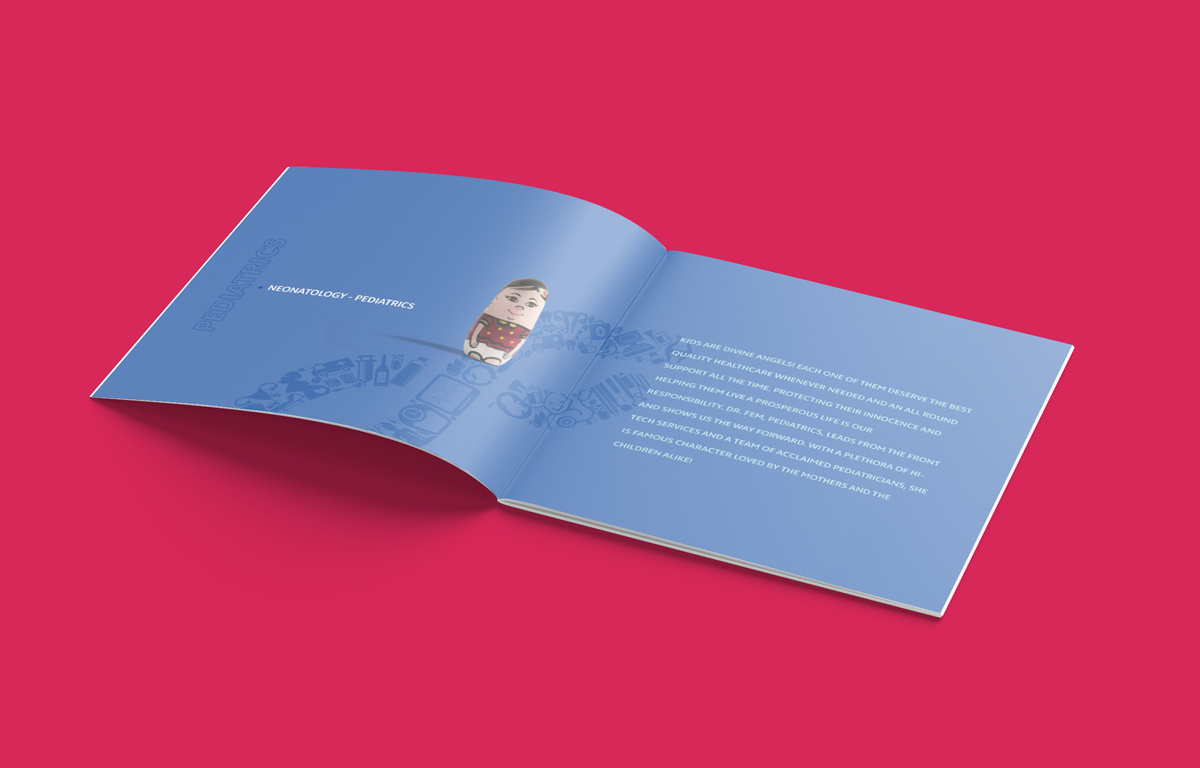 PEDIATRICS
NEONATOLOGY - PEDIATRICS
KIDS ARE DIVINE ANGELS! EACH ONE OF THEM DESERVE THE BEST
QUALITY HEALTHCARE WHENEVER NEEDED AND AN ALL ROUND
SUPPORT ALL THE TIME. PROTECTING THEIR INNOCENCE AND
HELPING THEM LIVE A PROSPEROUS LIFE IS OUR
RESPONSIBILITY. DR. FEM, PEDIATRICS, LEADS FROM THE FRONT
AND SHOWS US THE WAY FORWARD. WITH A PLETHORA OF HI-
TECH SERVICES AND A TEAM OF ACCLAIMED PEDIATRICIANS, SHE
IS FAMOUS CHARACTER LOVED BY THE MOTHERS AND THE
CHILDREN ALIKE!